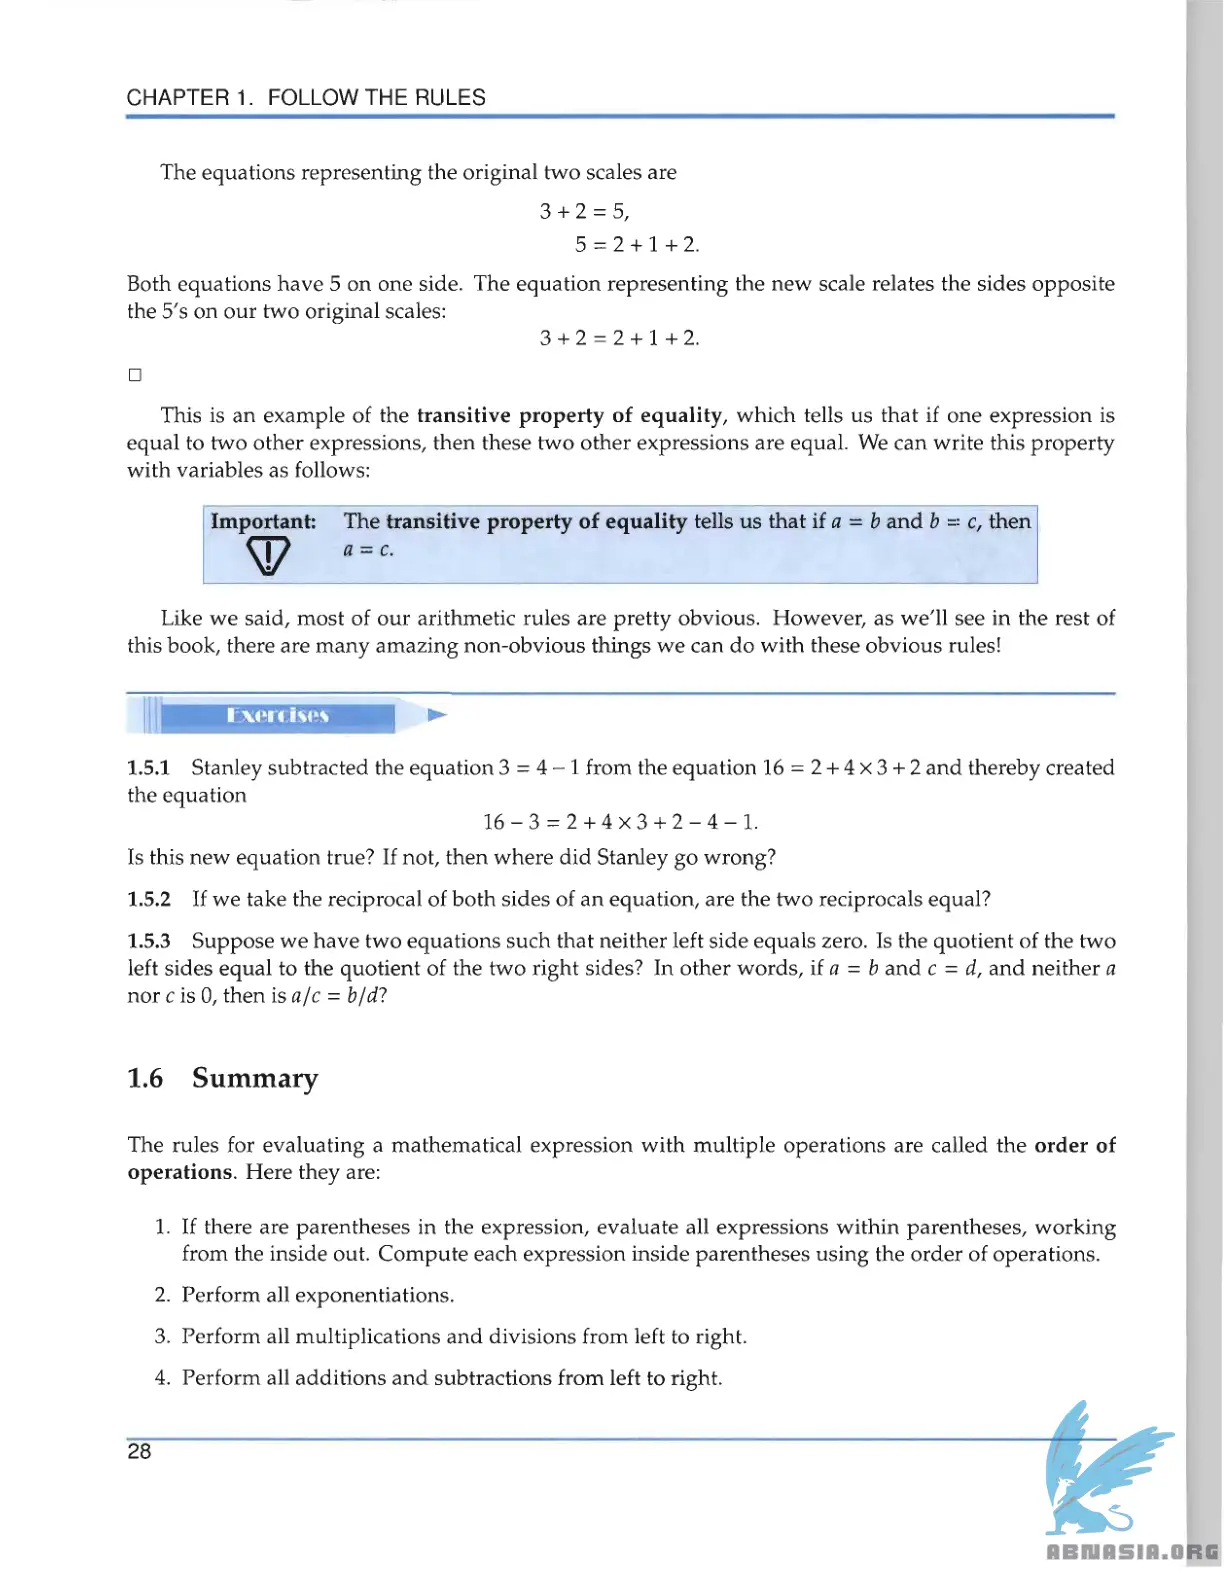 CHAPTER 1. FOLLOW THE RULES
The equations representing the original two scales are
3 + 2 = 5,
5 = 2 + 1 + 2.
Both equations have 5 on one side. The equation representing the new scale relates the sides opposite
the 5's on our two original scales:
3 + 2 = 2 + 1 + 2.
□
This is an example of the transitive property of equality, which tells us that if one expression is
equal to two other expressions, then these two other expressions are equal. We can write this property
with variables as follows:
Important: The transitive property of equality tells us that if a = b and b = c, then
a = c.
Like we said, most of our arithmetic rules are pretty obvious. However, as we'll see in the rest of
this book, there are many amazing non-obvious things we can do with these obvious rules!
Exercises
1.5.1 Stanley subtracted the equation 3 = 4 − 1 from the equation 16 = 2 + 4 × 3 + 2 and thereby created
the equation
16 − 3 = 2 + 4 × 3 + 2 − 4 − 1.
Is this new equation true? If not, then where did Stanley go wrong?
1.5.2 If we take the reciprocal of both sides of an equation, are the two reciprocals equal?
1.5.3 Suppose we have two equations such that neither left side equals zero. Is the quotient of the two
left sides equal to the quotient of the two right sides? In other words, if a = b and c = d, and neither a
nor c is 0, then is a/c = b/d?
1.6 Summary
The rules for evaluating a mathematical expression with multiple operations are called the order of
operations. Here they are:
1. If there are parentheses in the expression, evaluate all expressions within parentheses, working
from the inside out. Compute each expression inside parentheses using the order of operations.
2. Perform all exponentiations.
3. Perform all multiplications and divisions from left to right.
4. Perform all additions and subtractions from left to right.
28
ABNASIA.ORG